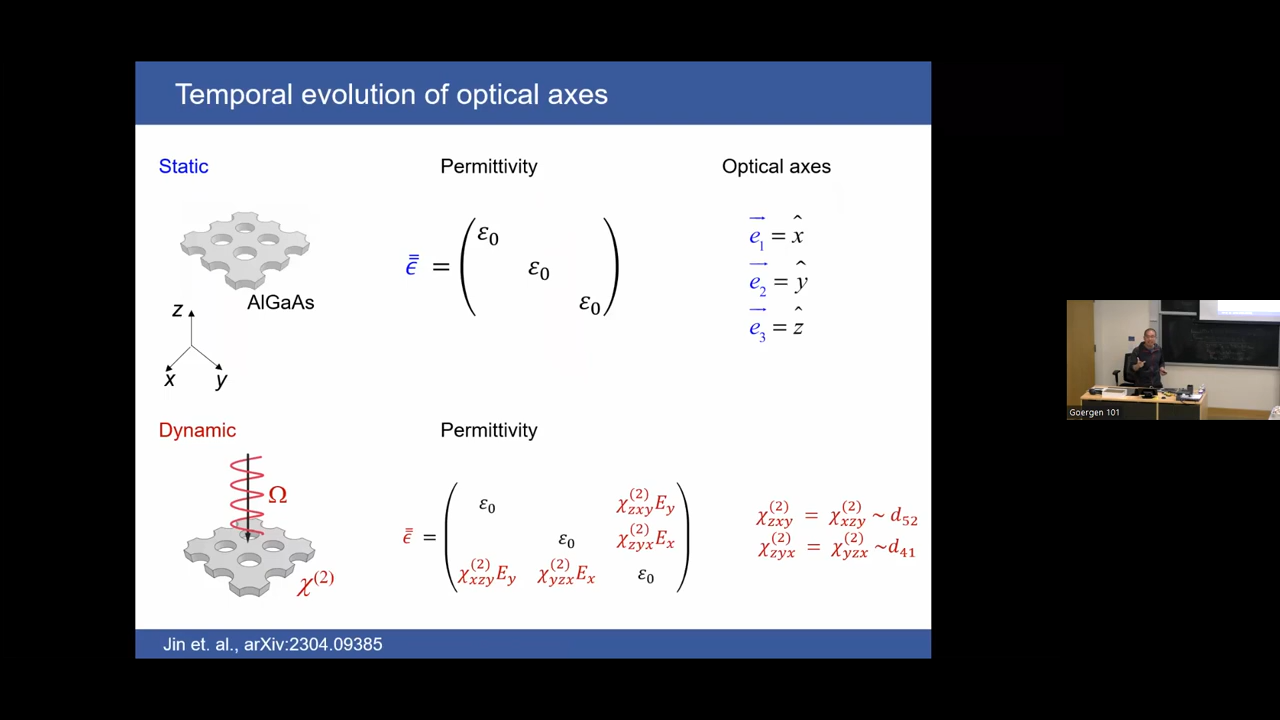 Temporal evolution of optical axes
Static Permittivity Optical axes
AlGaAs
z
x y
ε̿ = ( ε₀ ε₀ ε₀ )
e₁ = x̂
e₂ = ŷ
e₃ = ẑ
Dynamic Permittivity
Ω
χ⁽²⁾
ε₀ χ⁽²⁾zxy Ey
ε̿ = ε₀ χ⁽²⁾zyx Ex
χ⁽²⁾xzy Ey χ⁽²⁾yzx Ex ε₀
χ⁽²⁾zxy = χ⁽²⁾xzy ~ d₅₂
χ⁽²⁾zyx = χ⁽²⁾yzx ~d₄₁
Jin et. al., arXiv:2304.09385
Goergen 101